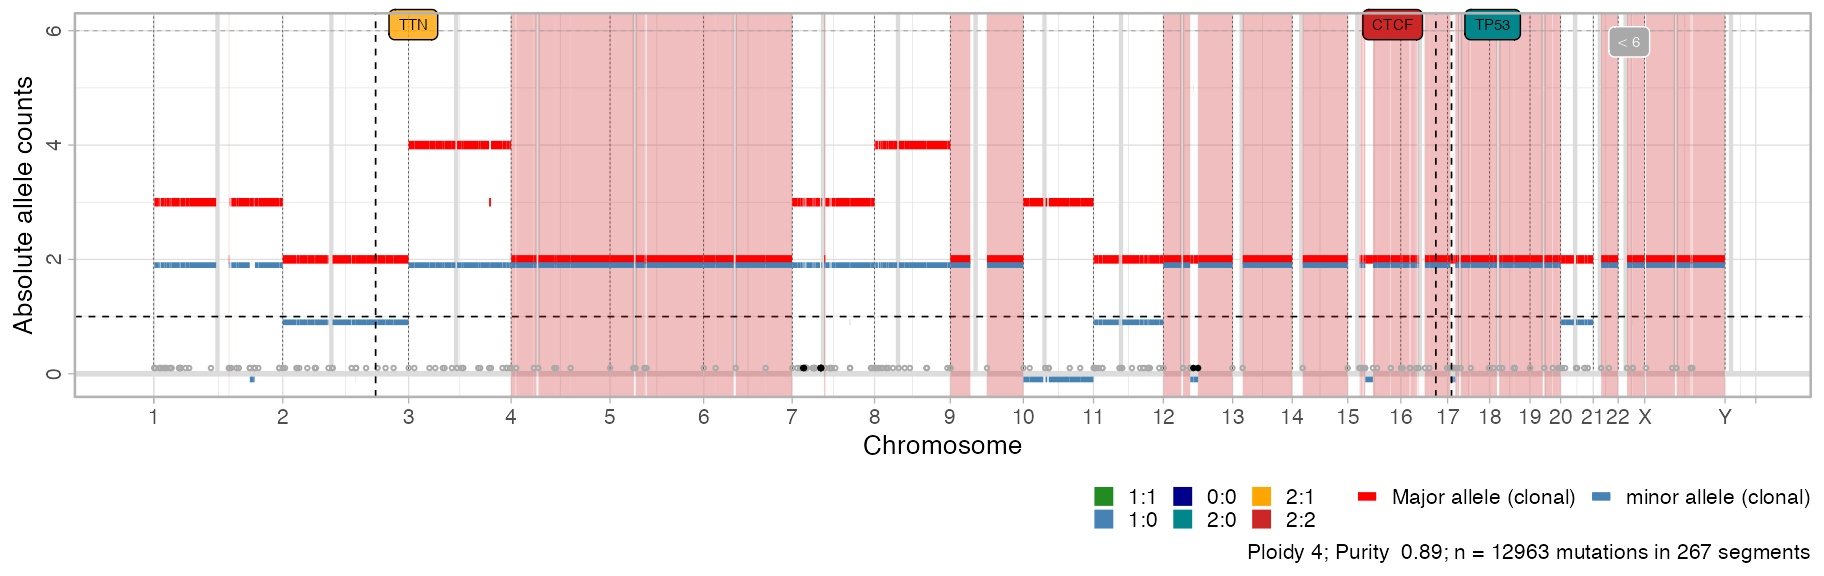 TTN
CTCF
TP53
< 6
6
4
2
0
Absolute allele counts
1 2 3 4 5 6 7 8 9 10 11 12 13 14 15 16 17 18 19 20 21 22 X Y
Chromosome
1:1 0:0 2:1 Major allele (clonal) minor allele (clonal)
1:0 2:0 2:2
Ploidy 4; Purity 0.89; n = 12963 mutations in 267 segments